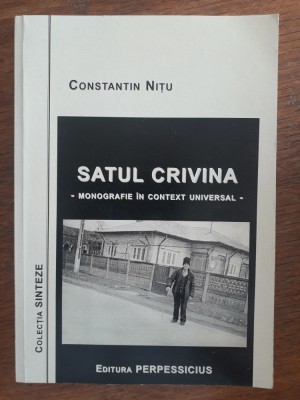 CONSTANTIN NIȚU
SATUL CRIVINA
- MONOGRAFIE ÎN CONTEXT UNIVERSAL -
COLECȚIA SINTEZE
EDITURA PERPESSICIUS